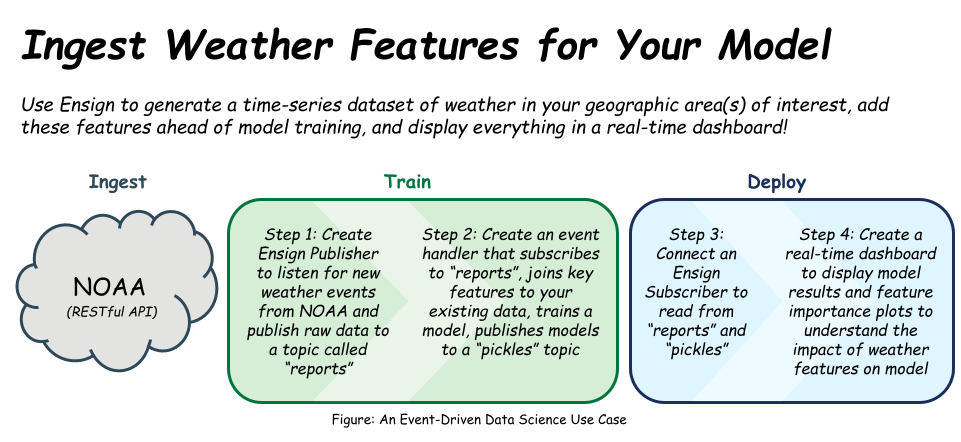 Ingest Weather Features for Your Model
Use Ensign to generate a time-series dataset of weather in your geographic area(s) of interest, add
these features ahead of model training, and display everything in a real-time dashboard!
Ingest
NOAA
(RESTful API)
Train
Step 1: Create
Ensign Publisher
to listen for new
weather events
from NOAA and
publish raw data to
a topic called
“reports”
Step 2: Create an event
handler that subscribes
to “reports”, joins key
features to your
existing data, trains a
model, publishes models
to a “pickles” topic
Deploy
Step 3:
Connect an
Ensign
Subscriber to
read from
“reports” and
“pickles”
Step 4: Create a
real-time dashboard
to display model
results and feature
importance plots to
understand the
impact of weather
features on model
Figure: An Event-Driven Data Science Use Case